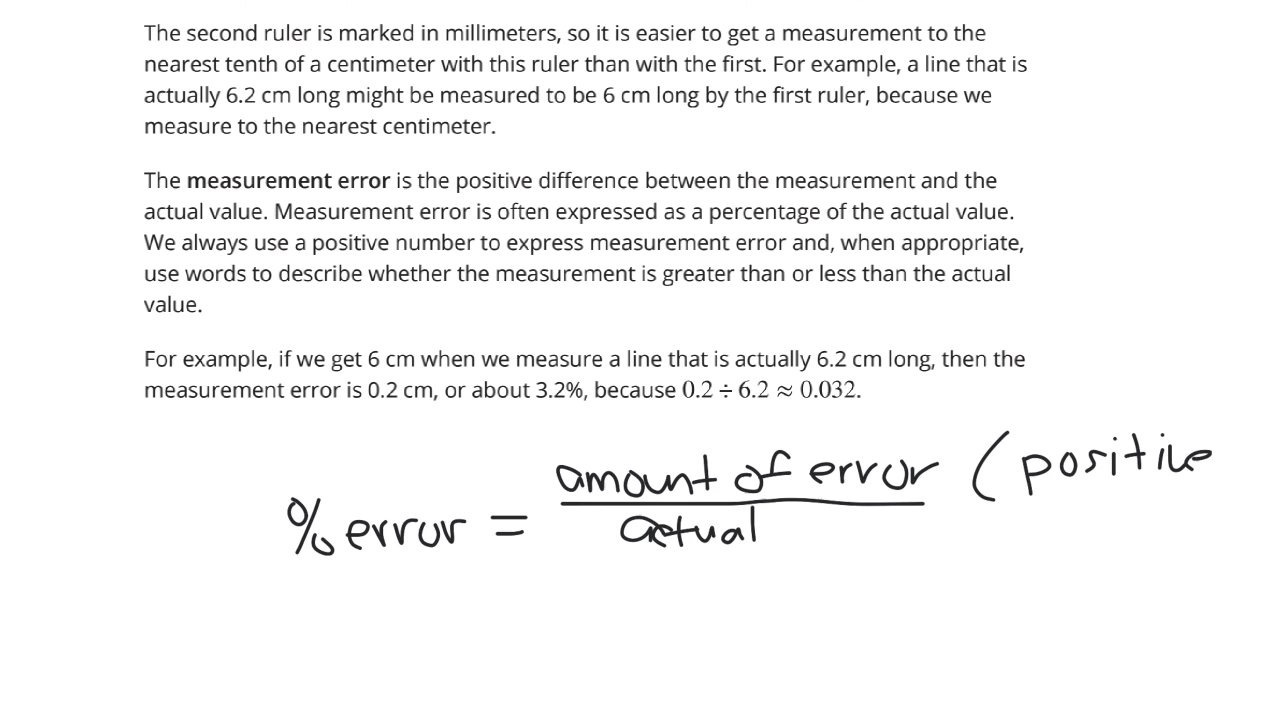 The second ruler is marked in millimeters, so it is easier to get a measurement to the
nearest tenth of a centimeter with this ruler than with the first. For example, a line that is
actually 6.2 cm long might be measured to be 6 cm long by the first ruler, because we
measure to the nearest centimeter.
The measurement error is the positive difference between the measurement and the
actual value. Measurement error is often expressed as a percentage of the actual value.
We always use a positive number to express measurement error and, when appropriate,
use words to describe whether the measurement is greater than or less than the actual
value.
For example, if we get 6 cm when we measure a line that is actually 6.2 cm long, then the
measurement error is 0.2 cm, or about 3.2%, because 0.2 ÷ 6.2 ≈ 0.032.
amount of error (positive
% error =
actual